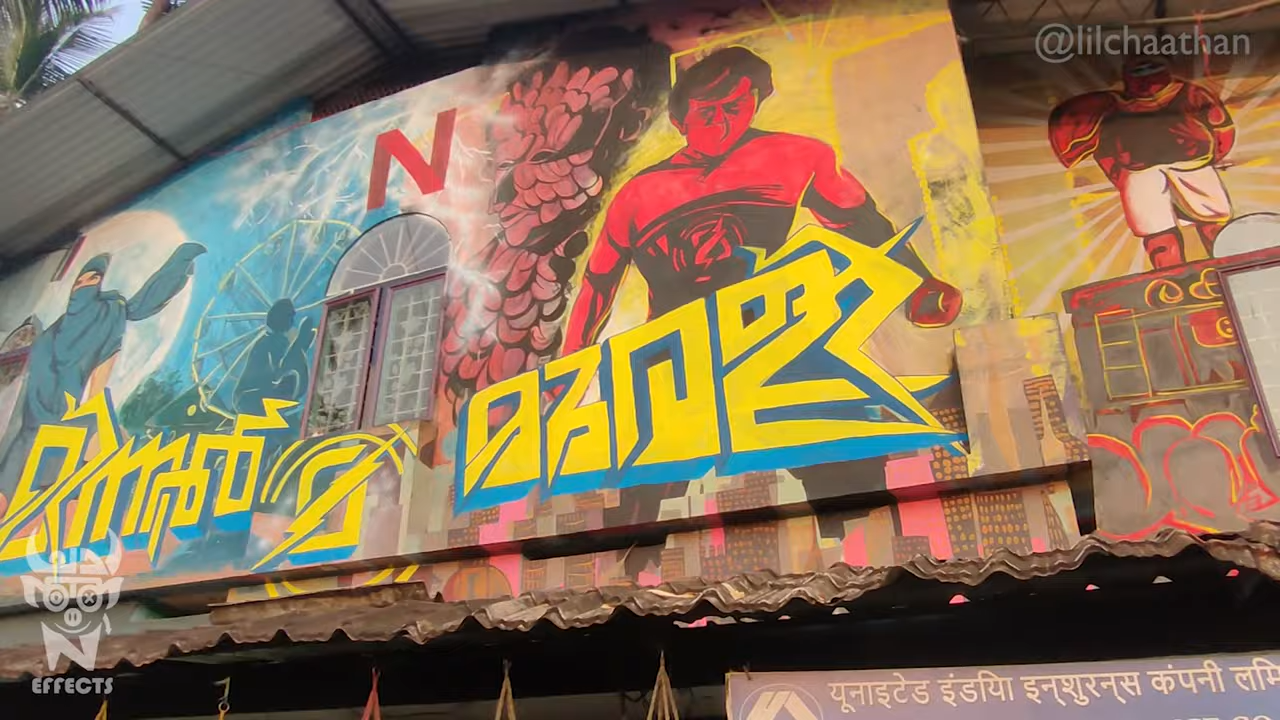 @lilchaathan
N
മിന്നൽ മുരളി
EFFECTS
यूनाइटेड इंडिया इन्शुरन्स कंपनी